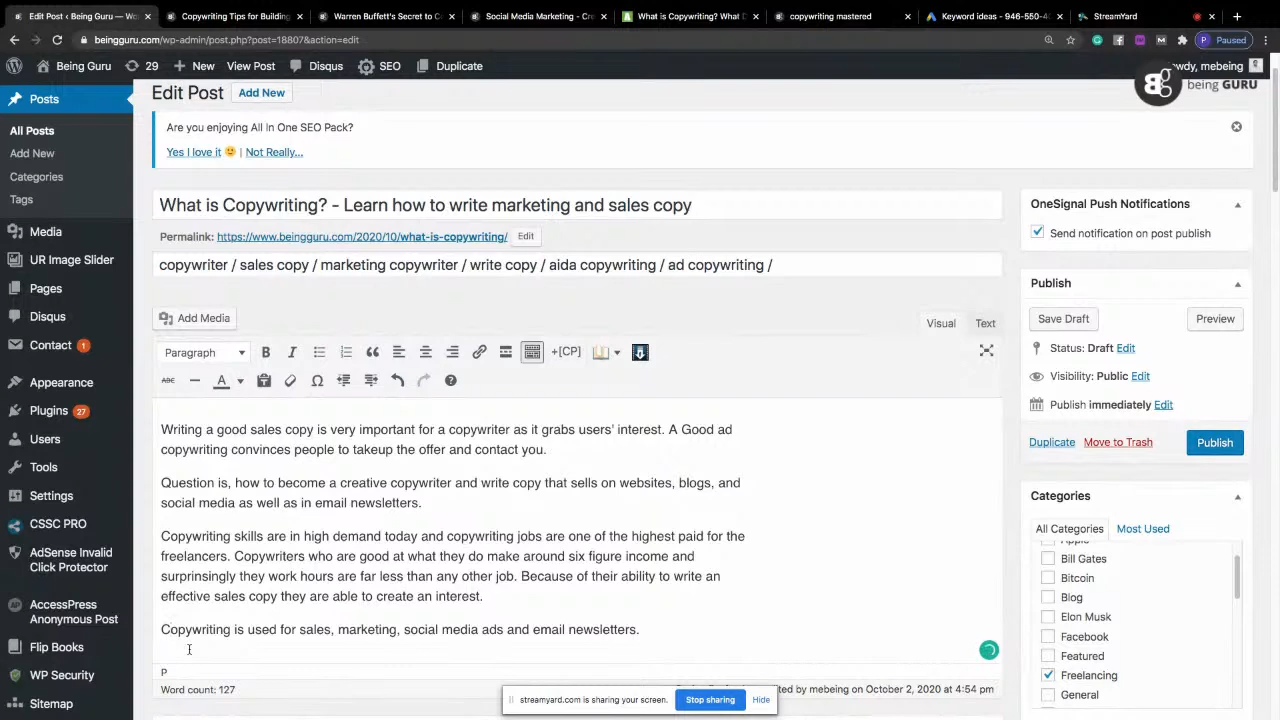 Edit Post ‹ Being Guru — Wor
Copywriting Tips for Building
Warren Buffett's Secret to C
Social Media Marketing - Cre
What is Copywriting? What D
copywriting mastered
Keyword ideas - 946-550-4
StreamYard
beingguru.com/wp-admin/post.php?post=18807&action=edit
Paused
Being Guru
29
New
View Post
Disqus
SEO
Duplicate
owdy, mebeing
being GURU
Posts
All Posts
Add New
Categories
Tags
Media
UR Image Slider
Pages
Disqus
Contact 1
Appearance
Plugins 27
Users
Tools
Settings
CSSC PRO
AdSense Invalid
Click Protector
AccessPress
Anonymous Post
Flip Books
WP Security
Sitemap
Edit Post Add New
Are you enjoying All In One SEO Pack?
Yes I love it | Not Really...
What is Copywriting? - Learn how to write marketing and sales copy
Permalink: https://www.beingguru.com/2020/10/what-is-copywriting/ Edit
copywriter / sales copy / marketing copywriter / write copy / aida copywriting / ad copywriting /
Add Media
Visual Text
Paragraph
+[CP]
Writing a good sales copy is very important for a copywriter as it grabs users' interest. A Good ad
copywriting convinces people to takeup the offer and contact you.
Question is, how to become a creative copywriter and write copy that sells on websites, blogs, and
social media as well as in email newsletters.
Copywriting skills are in high demand today and copywriting jobs are one of the highest paid for the
freelancers. Copywriters who are good at what they do make around six figure income and
surprinsingly they work hours are far less than any other job. Because of their ability to write an
effective sales copy they are able to create an interest.
Copywriting is used for sales, marketing, social media ads and email newsletters.
P
Word count: 127
ted by mebeing on October 2, 2020 at 4:54 pm
OneSignal Push Notifications
Send notification on post publish
Publish
Save Draft Preview
Status: Draft Edit
Visibility: Public Edit
Publish immediately Edit
Duplicate Move to Trash Publish
Categories
All Categories Most Used
Apple
Bill Gates
Bitcoin
Blog
Elon Musk
Facebook
Featured
Freelancing
General
streamyard.com is sharing your screen. Stop sharing Hide